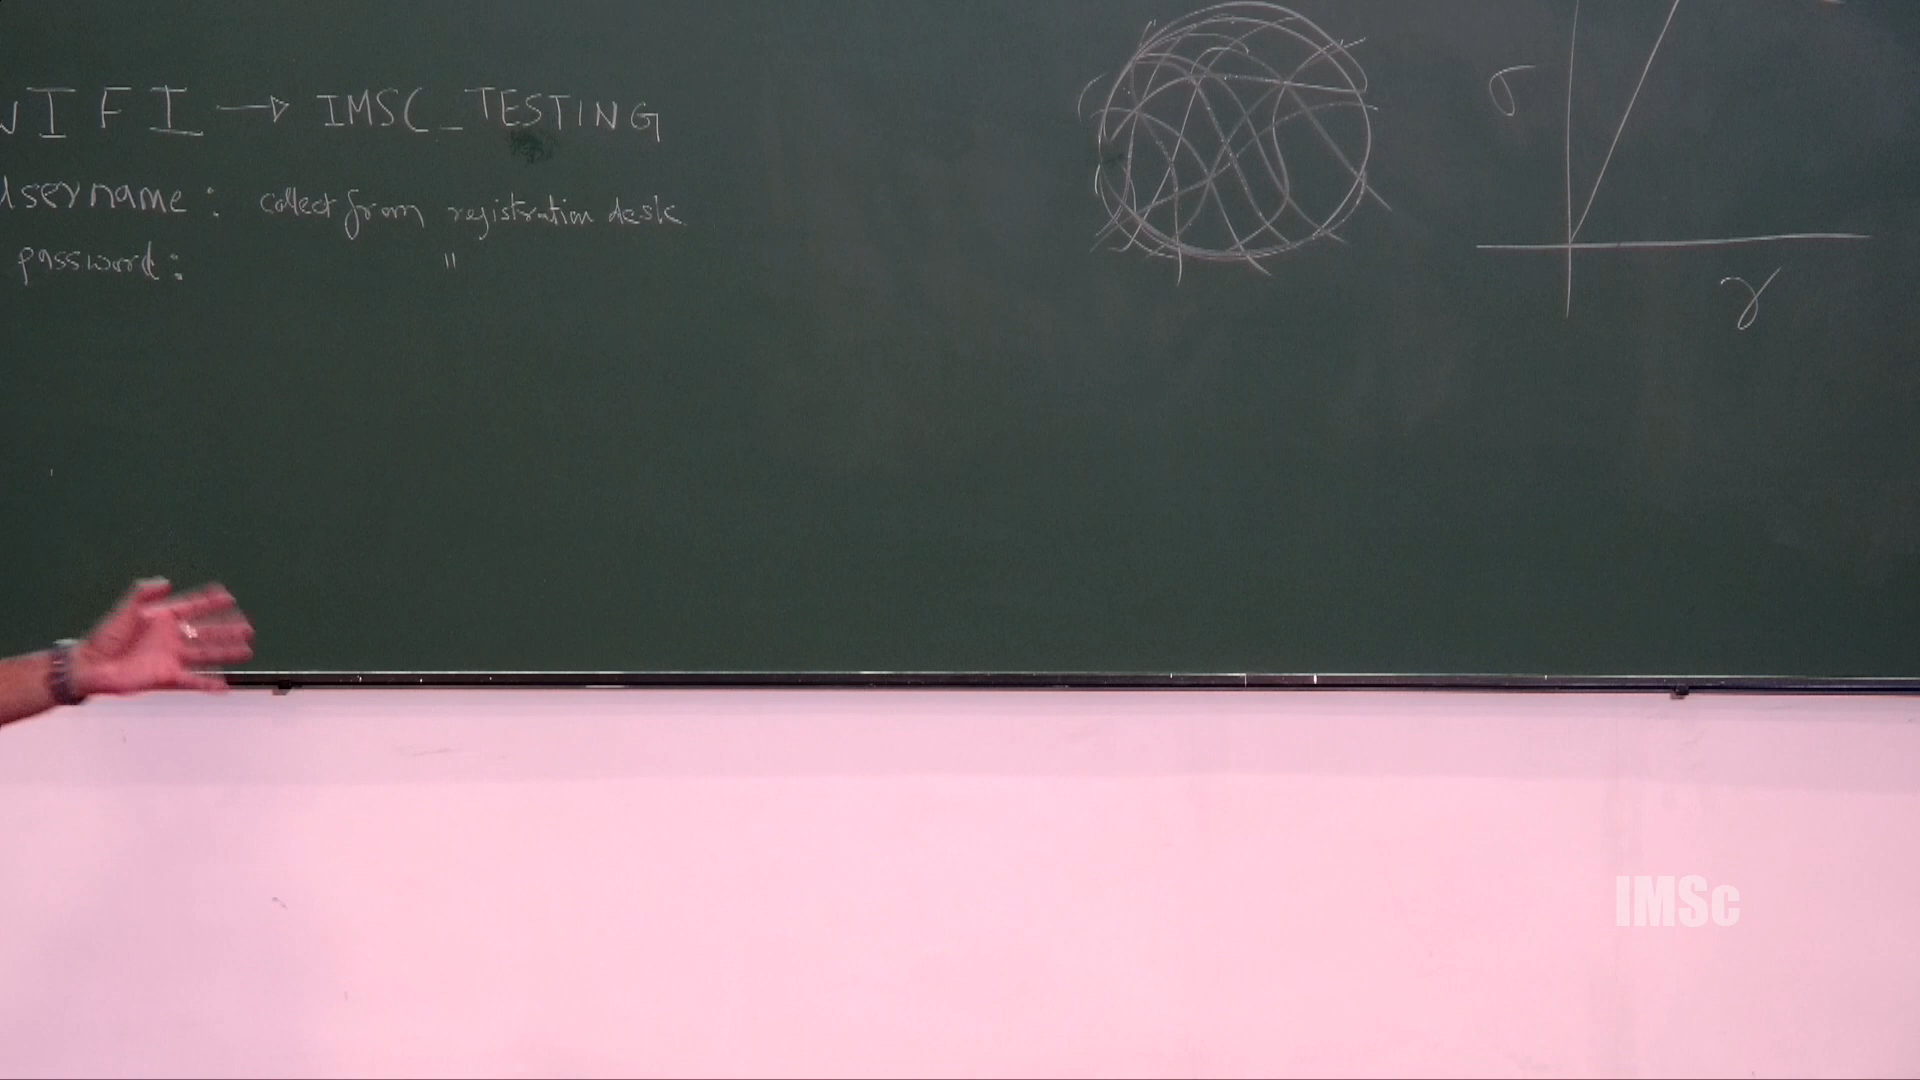 WIFI → IMSC_TESTING
username: collect from registration desk
password: "
σ
γ
IMSc